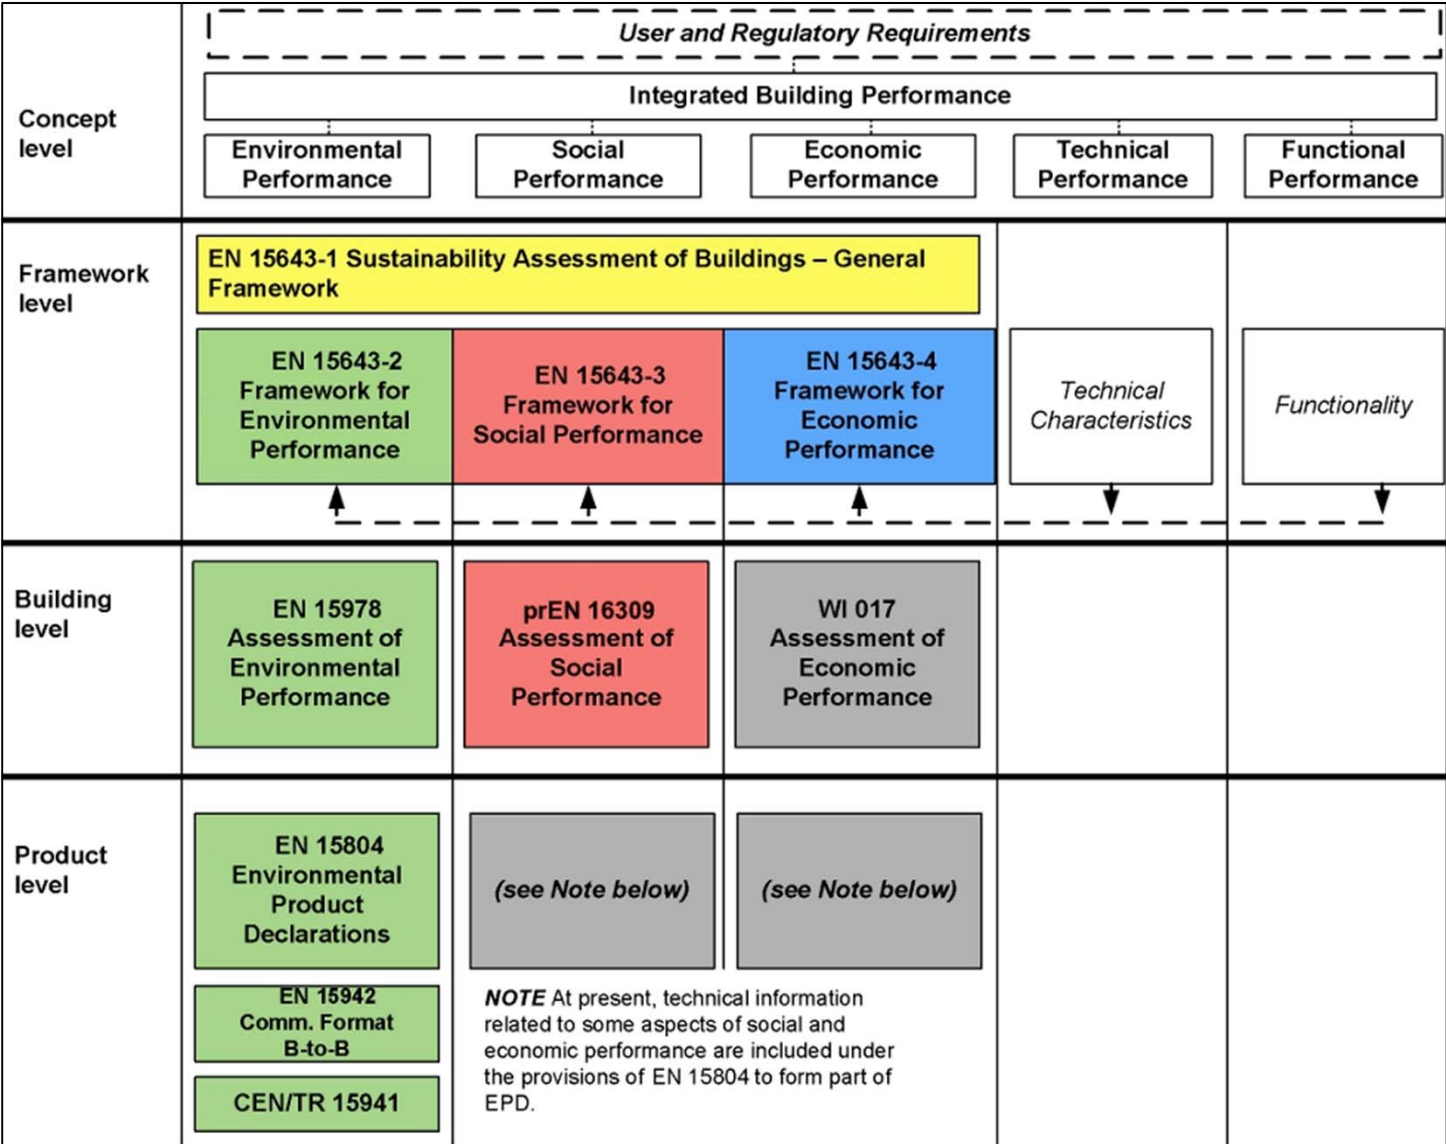 User and Regulatory Requirements
Integrated Building Performance
Concept
level
Environmental
Performance
Social
Performance
Economic
Performance
Technical
Performance
Functional
Performance
Framework
level
EN 15643-1 Sustainability Assessment of Buildings – General
Framework
EN 15643-2
Framework for
Environmental
Performance
EN 15643-3
Framework for
Social Performance
EN 15643-4
Framework for
Economic
Performance
Technical
Characteristics
Functionality
Building
level
EN 15978
Assessment of
Environmental
Performance
prEN 16309
Assessment of
Social
Performance
WI 017
Assessment of
Economic
Performance
Product
level
EN 15804
Environmental
Product
Declarations
(see Note below)
(see Note below)
EN 15942
Comm. Format
B-to-B
CEN/TR 15941
NOTE At present, technical information
related to some aspects of social and
economic performance are included under
the provisions of EN 15804 to form part of
EPD.